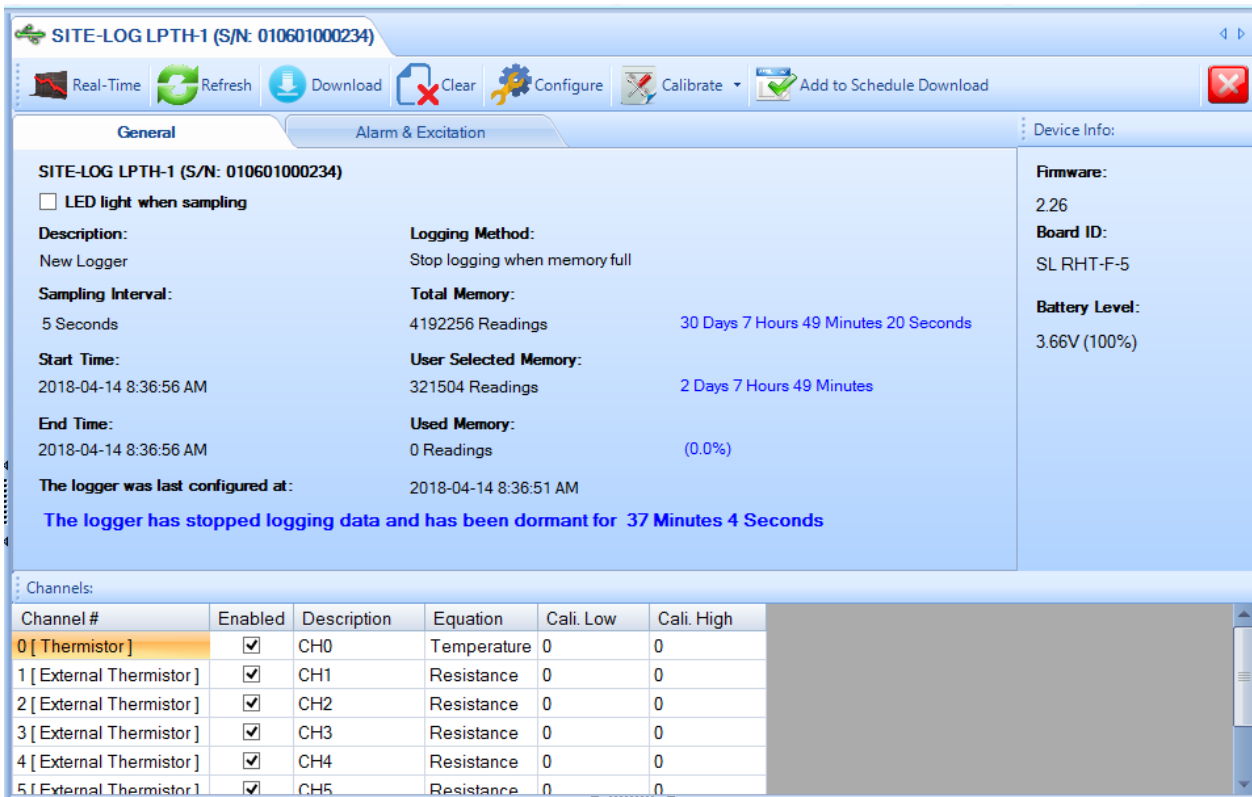 SITE-LOG LPTH-1 (S/N: 010601000234)
Real-Time Refresh Download Clear Configure Calibrate Add to Schedule Download
General Alarm & Excitation Device Info:
SITE-LOG LPTH-1 (S/N: 010601000234)
LED light when sampling
Description: Logging Method:
New Logger Stop logging when memory full
Sampling Interval: Total Memory:
5 Seconds 4192256 Readings 30 Days 7 Hours 49 Minutes 20 Seconds
Start Time: User Selected Memory:
2018-04-14 8:36:56 AM 321504 Readings 2 Days 7 Hours 49 Minutes
End Time: Used Memory:
2018-04-14 8:36:56 AM 0 Readings (0.0%)
The logger was last configured at: 2018-04-14 8:36:51 AM
The logger has stopped logging data and has been dormant for 37 Minutes 4 Seconds
Firmware:
2.26
Board ID:
SL RHT-F-5
Battery Level:
3.66V (100%)
Channels:
Channel # Enabled Description Equation Cali. Low Cali. High
0 [ Thermistor ] CH0 Temperature 0 0
1 [ External Thermistor ] CH1 Resistance 0 0
2 [ External Thermistor ] CH2 Resistance 0 0
3 [ External Thermistor ] CH3 Resistance 0 0
4 [ External Thermistor ] CH4 Resistance 0 0
5 [ External Thermistor ] CH5 Resistance 0 0